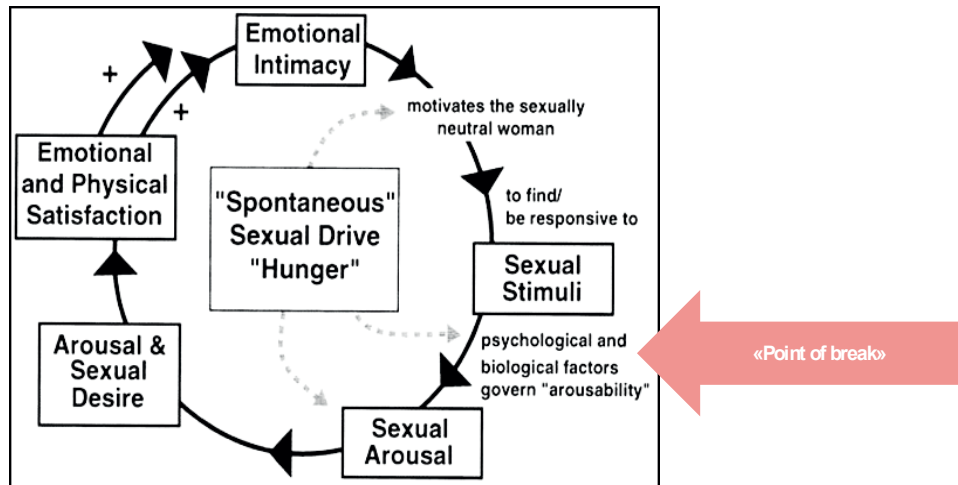 Emotional
Intimacy
+
+
motivates the sexually
neutral woman
Emotional
and Physical
Satisfaction
"Spontaneous"
Sexual Drive
"Hunger"
to find/
be responsive to
Sexual
Stimuli
psychological and
biological factors
govern "arousability"
«Point of break»
Arousal &
Sexual
Desire
Sexual
Arousal